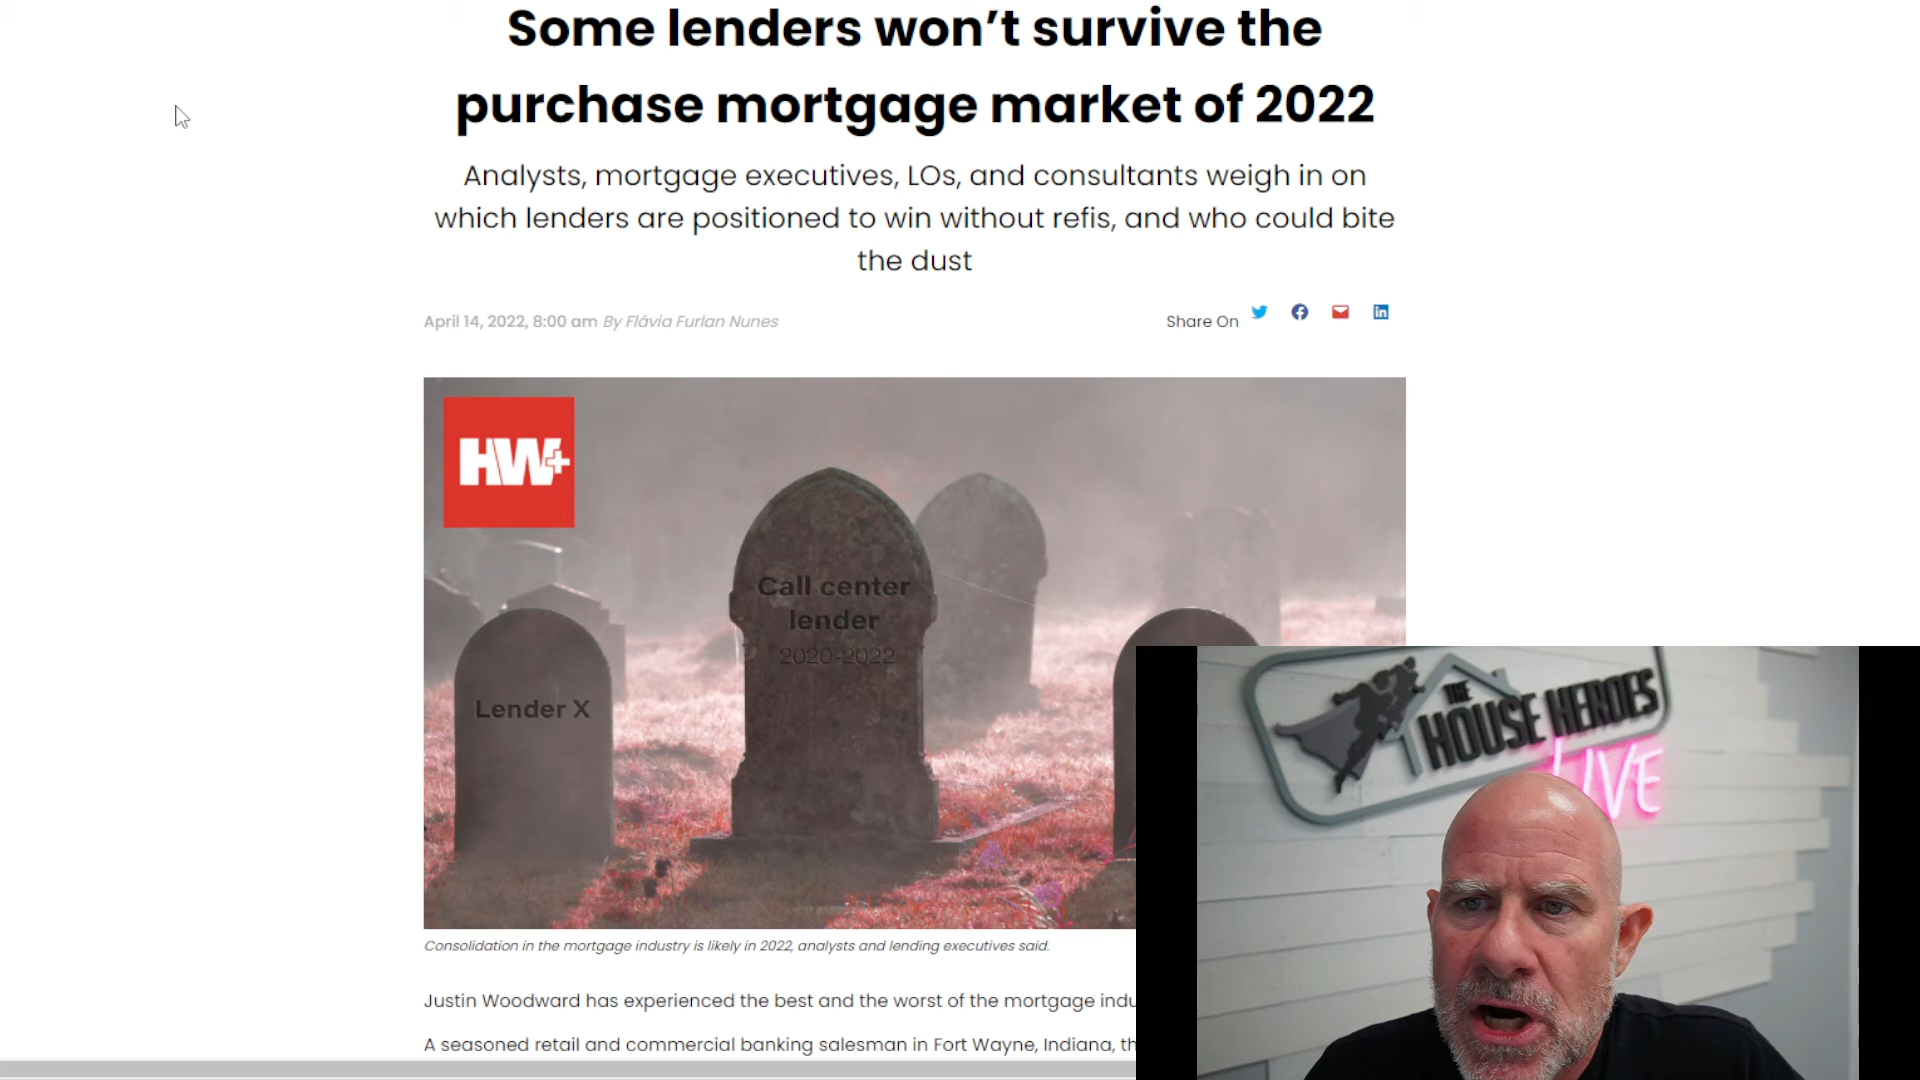 Some lenders won’t survive the
purchase mortgage market of 2022
Analysts, mortgage executives, LOs, and consultants weigh in on
which lenders are positioned to win without refis, and who could bite
the dust
April 14, 2022, 8:00 am By Flávia Furlan Nunes
Share On
HW+
Call center
lender
2020-2022
Lender X
Consolidation in the mortgage industry is likely in 2022, analysts and lending executives said.
Justin Woodward has experienced the best and the worst of the mortgage indu
A seasoned retail and commercial banking salesman in Fort Wayne, Indiana, th
THE
HOUSE HEROES
LIVE